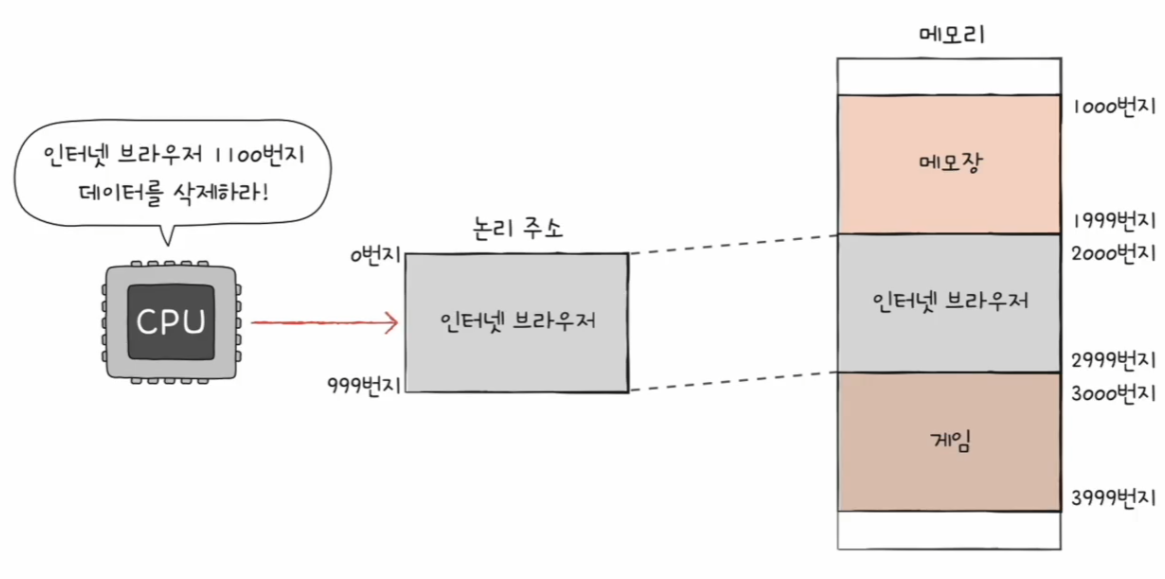 메모리
1000번지
인터넷 브라우저 1100번지
데이터를 삭제하라!
메모장
1999번지
논리 주소
0번지
2000번지
CPU
인터넷 브라우저
인터넷 브라우저
999번지
2999번지
3000번지
게임
3999번지